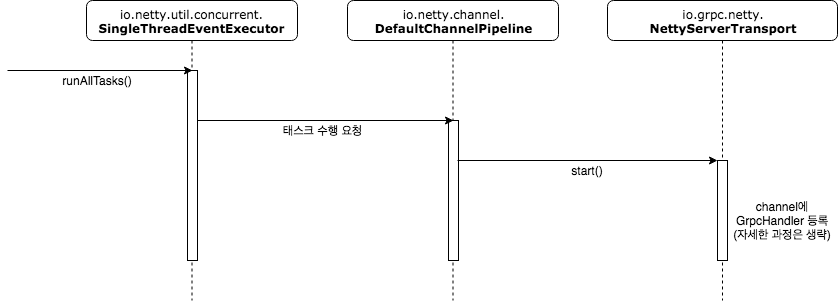 io.netty.util.concurrent.
SingleThreadEventExecutor
io.netty.channel.
DefaultChannelPipeline
io.grpc.netty.
NettyServerTransport
runAllTasks()
태스크 수행 요청
start()
channel에
GrpcHandler 등록
(자세한 과정은 생략)